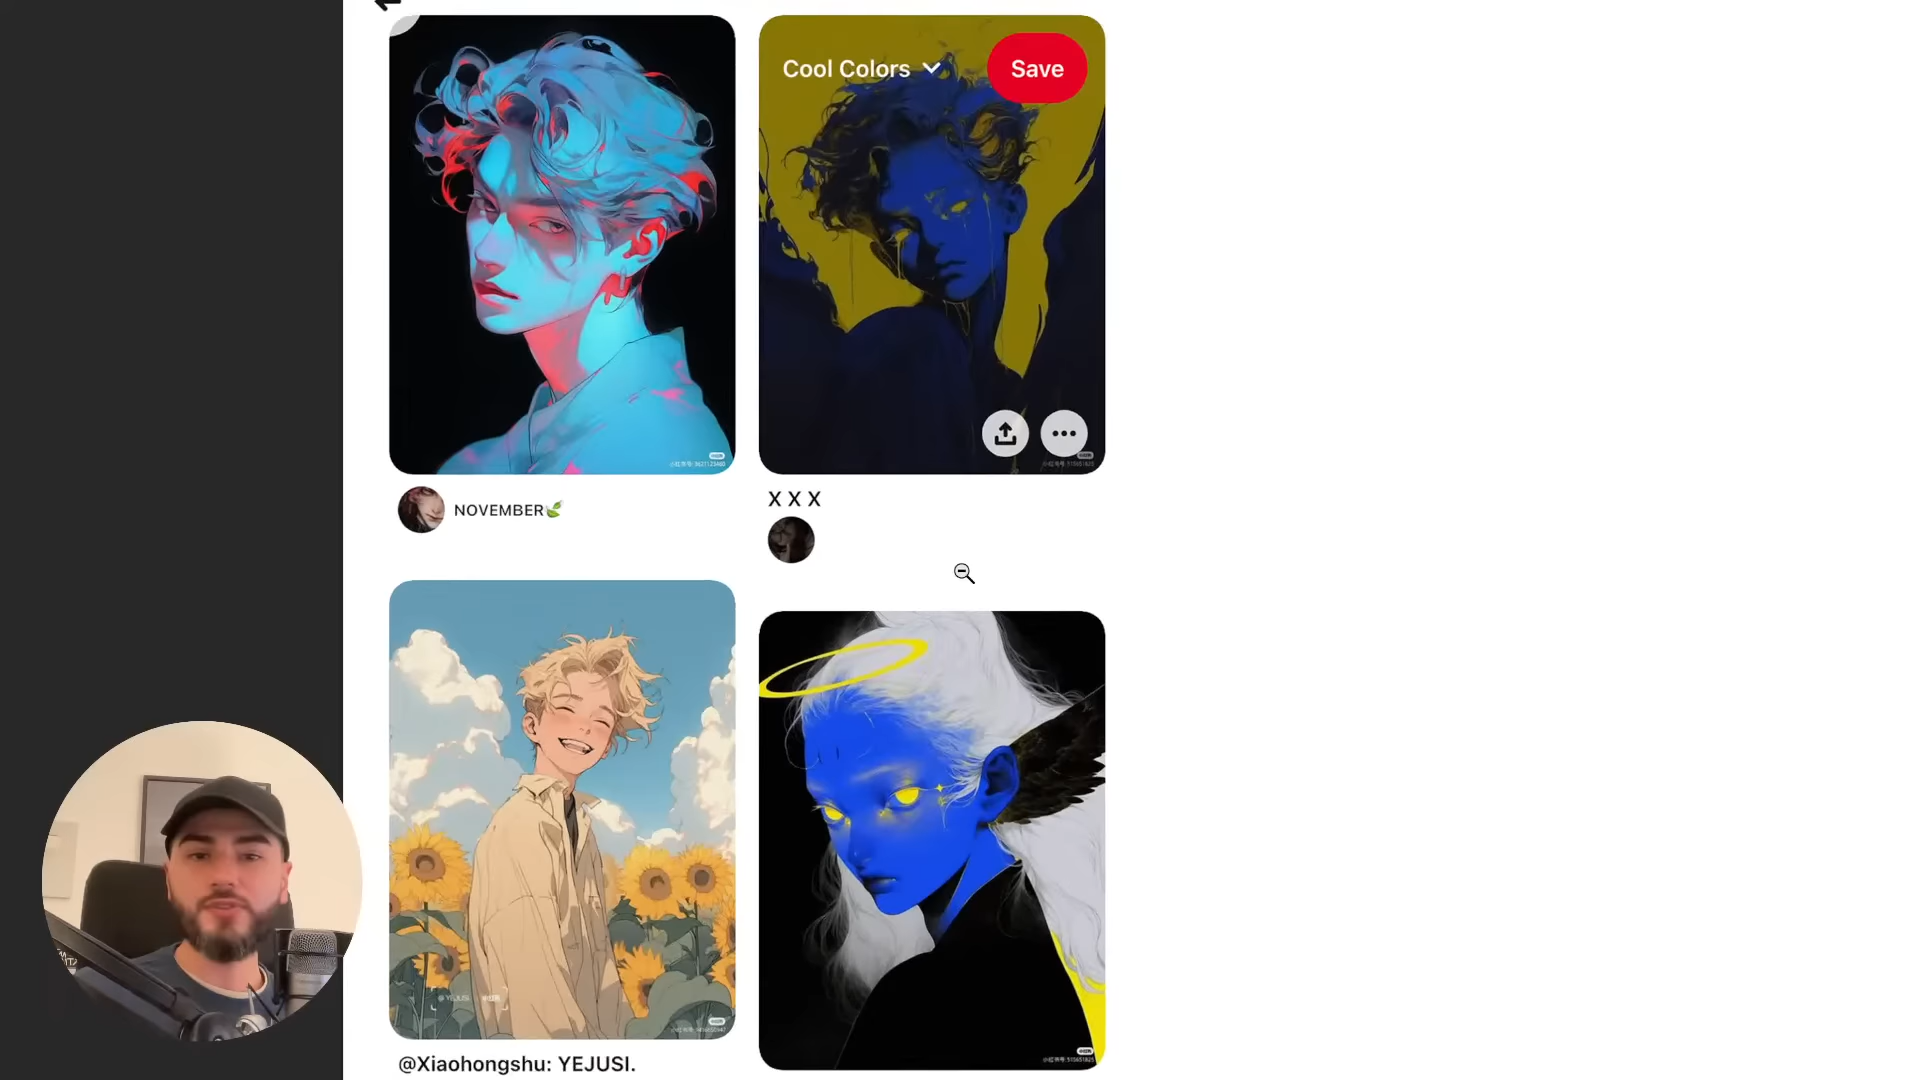 Cool Colors
Save
NOVEMBER🍃
X X X
@Xiaohongshu: YEJUSI.